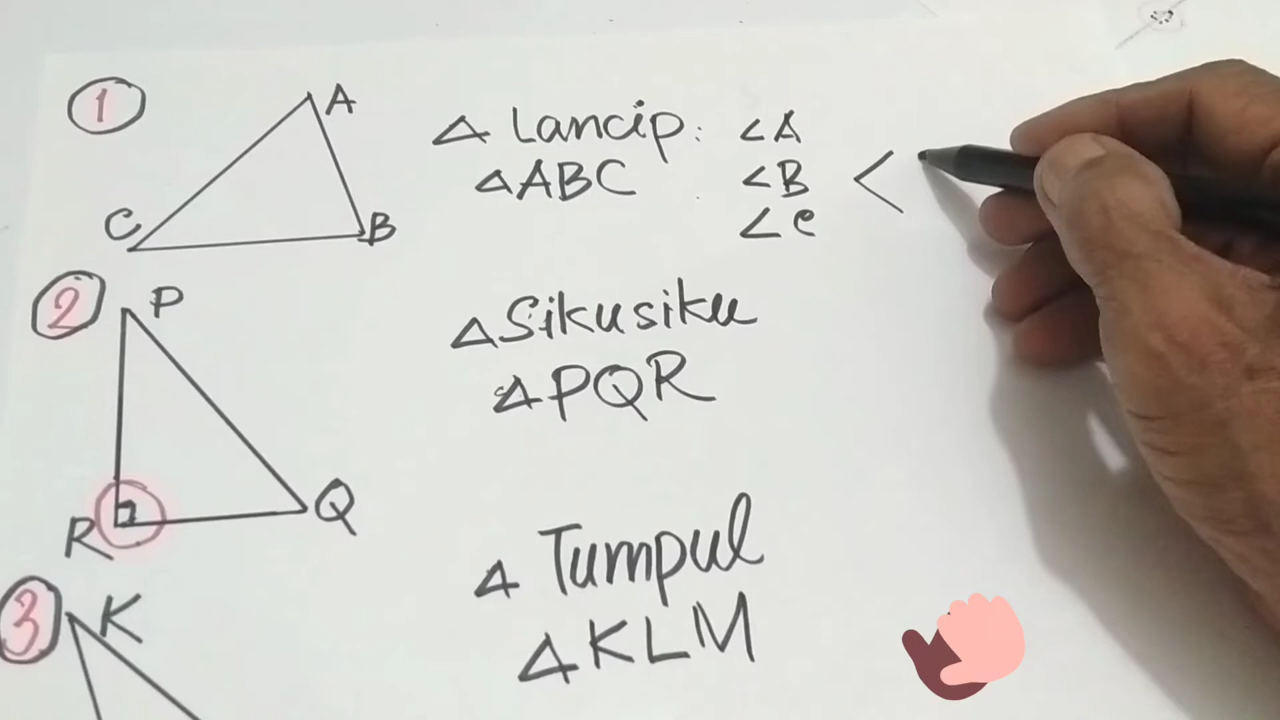 1
A
C
B
△ Lancip: <A
△ABC <B <
<C
2
P
△Sikusiku
△PQR
R
Q
△ Tumpul
3
K
△KLM